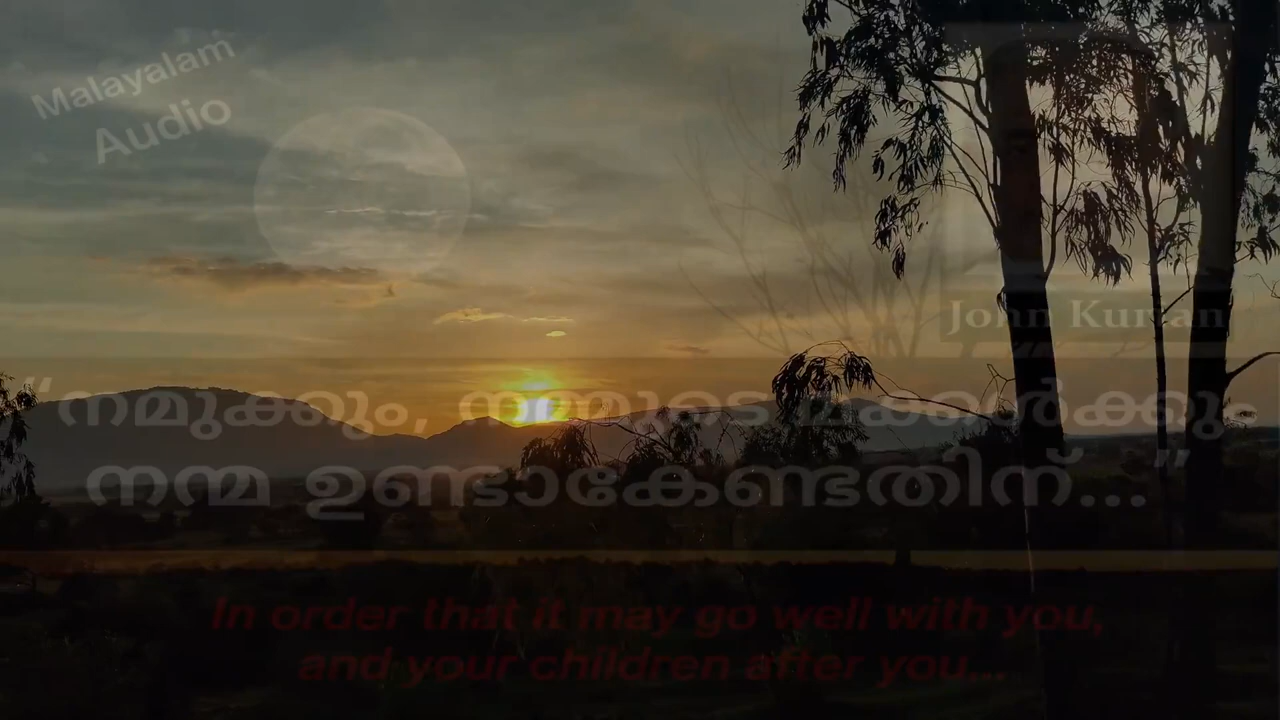 Malayalam
Audio
John Kurian
“നമുക്കും, നമ്മുടെ മക്കൾക്കും
നന്മ ഉണ്ടാകേണ്ടതിന്...”
In order that it may go well with you,
and your children after you...